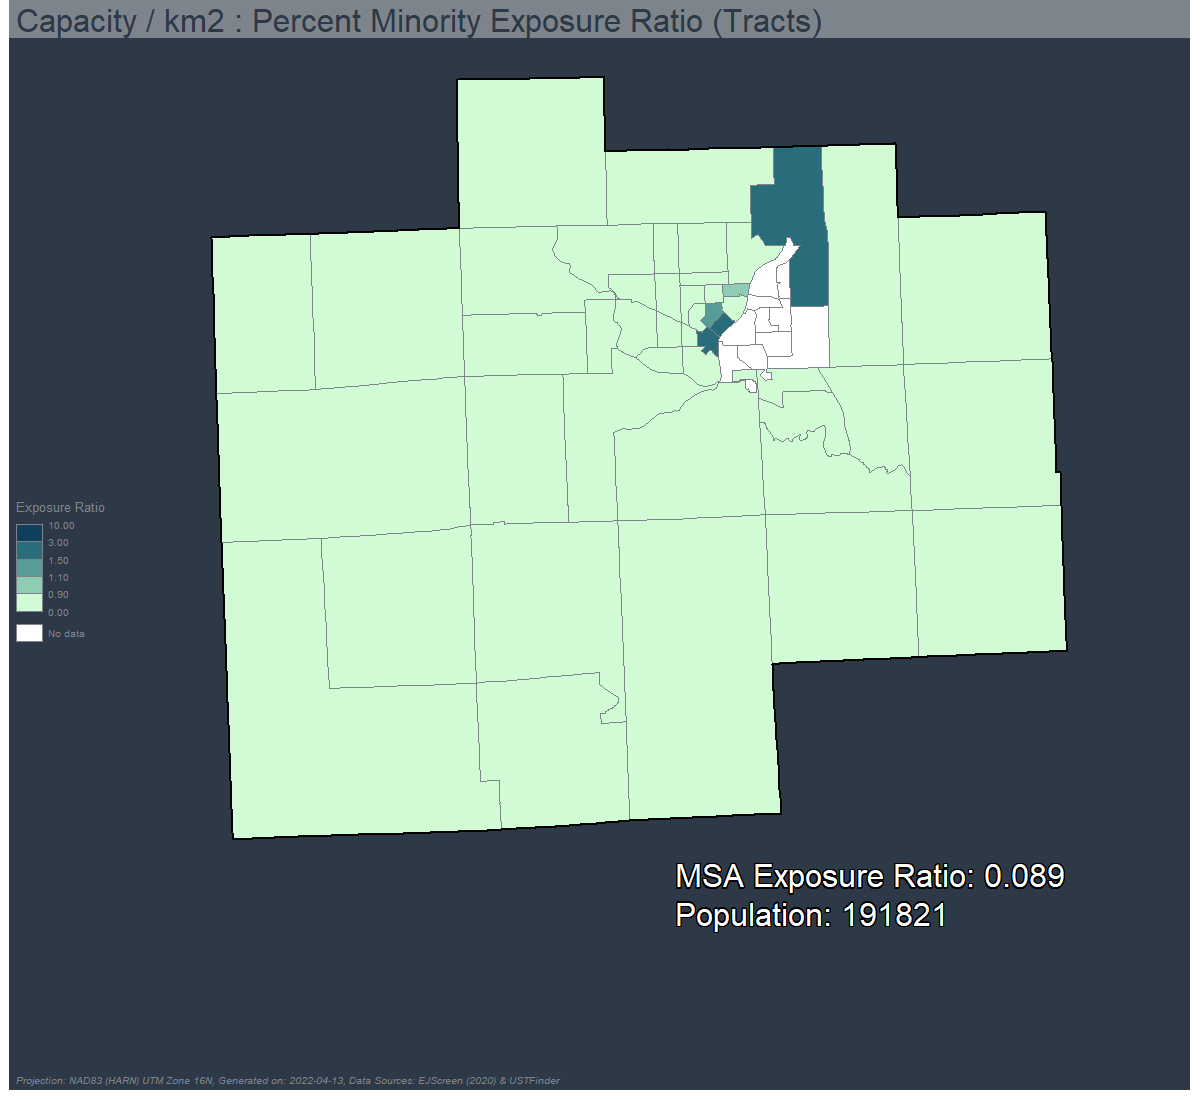 Capacity / km2 : Percent Minority Exposure Ratio (Tracts)
Exposure Ratio
10.00
3.00
1.50
1.10
0.90
0.00
No data
MSA Exposure Ratio: 0.089
Population: 191821
Projection: NAD83 (HARN) UTM Zone 16N, Generated on: 2022-04-13, Data Sources: EJScreen (2020) & USTFinder